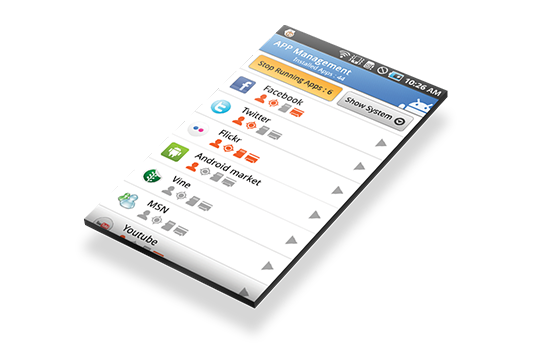 10:26 AM
APP Management
Installed Apps : 44
Stop Running Apps : 6
Show System
Facebook
Twitter
Flickr
Android market
Vine
MSN
Youtube